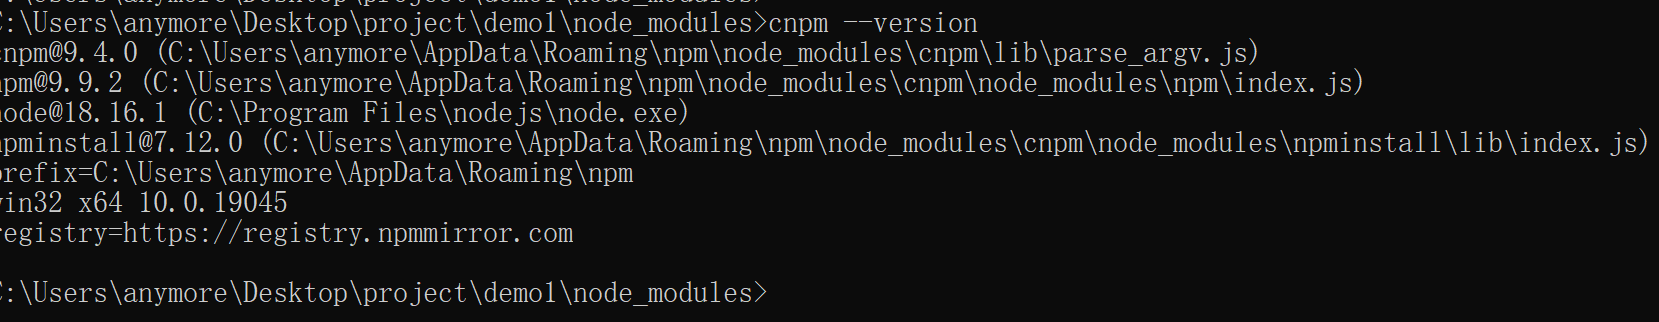 :\Users\anymore\Desktop\project\demo1\node_modules>cnpm --version
cnpm@9.4.0 (C:\Users\anymore\AppData\Roaming\npm\node_modules\cnpm\lib\parse_argv.js)
npm@9.9.2 (C:\Users\anymore\AppData\Roaming\npm\node_modules\cnpm\node_modules\npm\index.js)
node@18.16.1 (C:\Program Files\nodejs\node.exe)
npminstall@7.12.0 (C:\Users\anymore\AppData\Roaming\npm\node_modules\cnpm\node_modules\npminstall\lib\index.js)
prefix=C:\Users\anymore\AppData\Roaming\npm
win32 x64 10.0.19045
registry=https://registry.npmmirror.com
C:\Users\anymore\Desktop\project\demo1\node_modules>